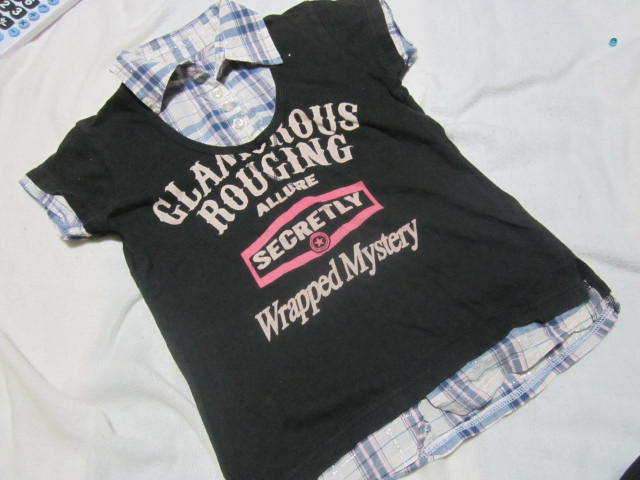 GLAMOROUS
ROUGING
ALLURE
SECRETLY
Wrapped Mystery